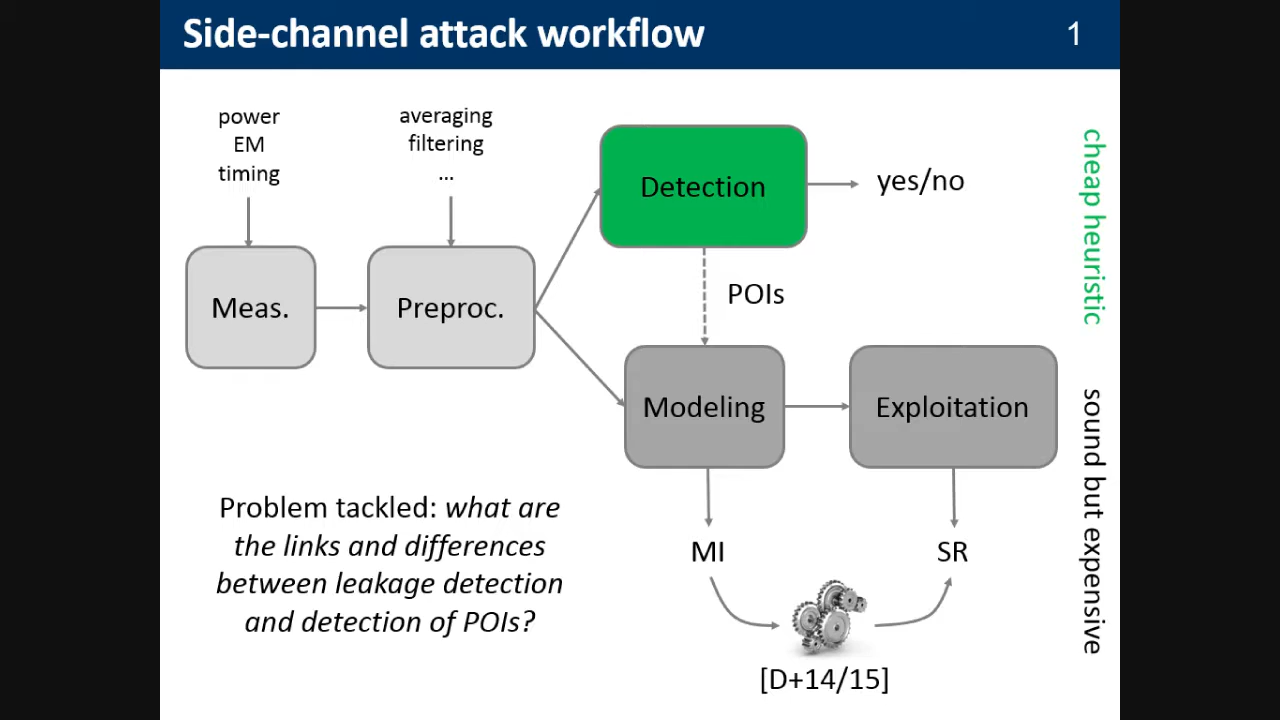 Side-channel attack workflow
1
power
EM
timing
averaging
filtering
...
Detection
yes/no
cheap heuristic
Meas.
Preproc.
POIs
Modeling
Exploitation
sound but expensive
Problem tackled: what are
the links and differences
between leakage detection
and detection of POIs?
MI
SR
[D+14/15]